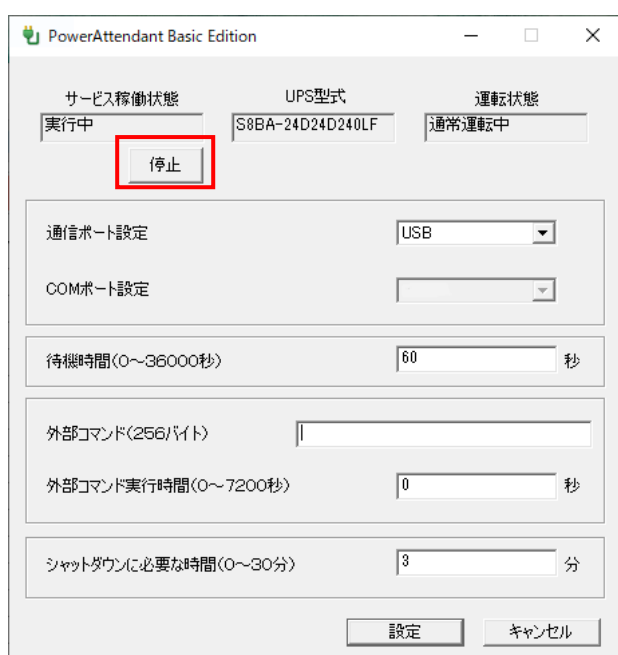 PowerAttendant Basic Edition
サービス稼働状態 UPS型式 運転状態
実行中 S8BA-24D24D240LF 通常運転中
停止
通信ポート設定 USB
COMポート設定
待機時間(0～36000秒) 60 秒
外部コマンド(256バイト)
外部コマンド実行時間(0～7200秒) 0 秒
シャットダウンに必要な時間(0～30分) 3 分
設定 キャンセル